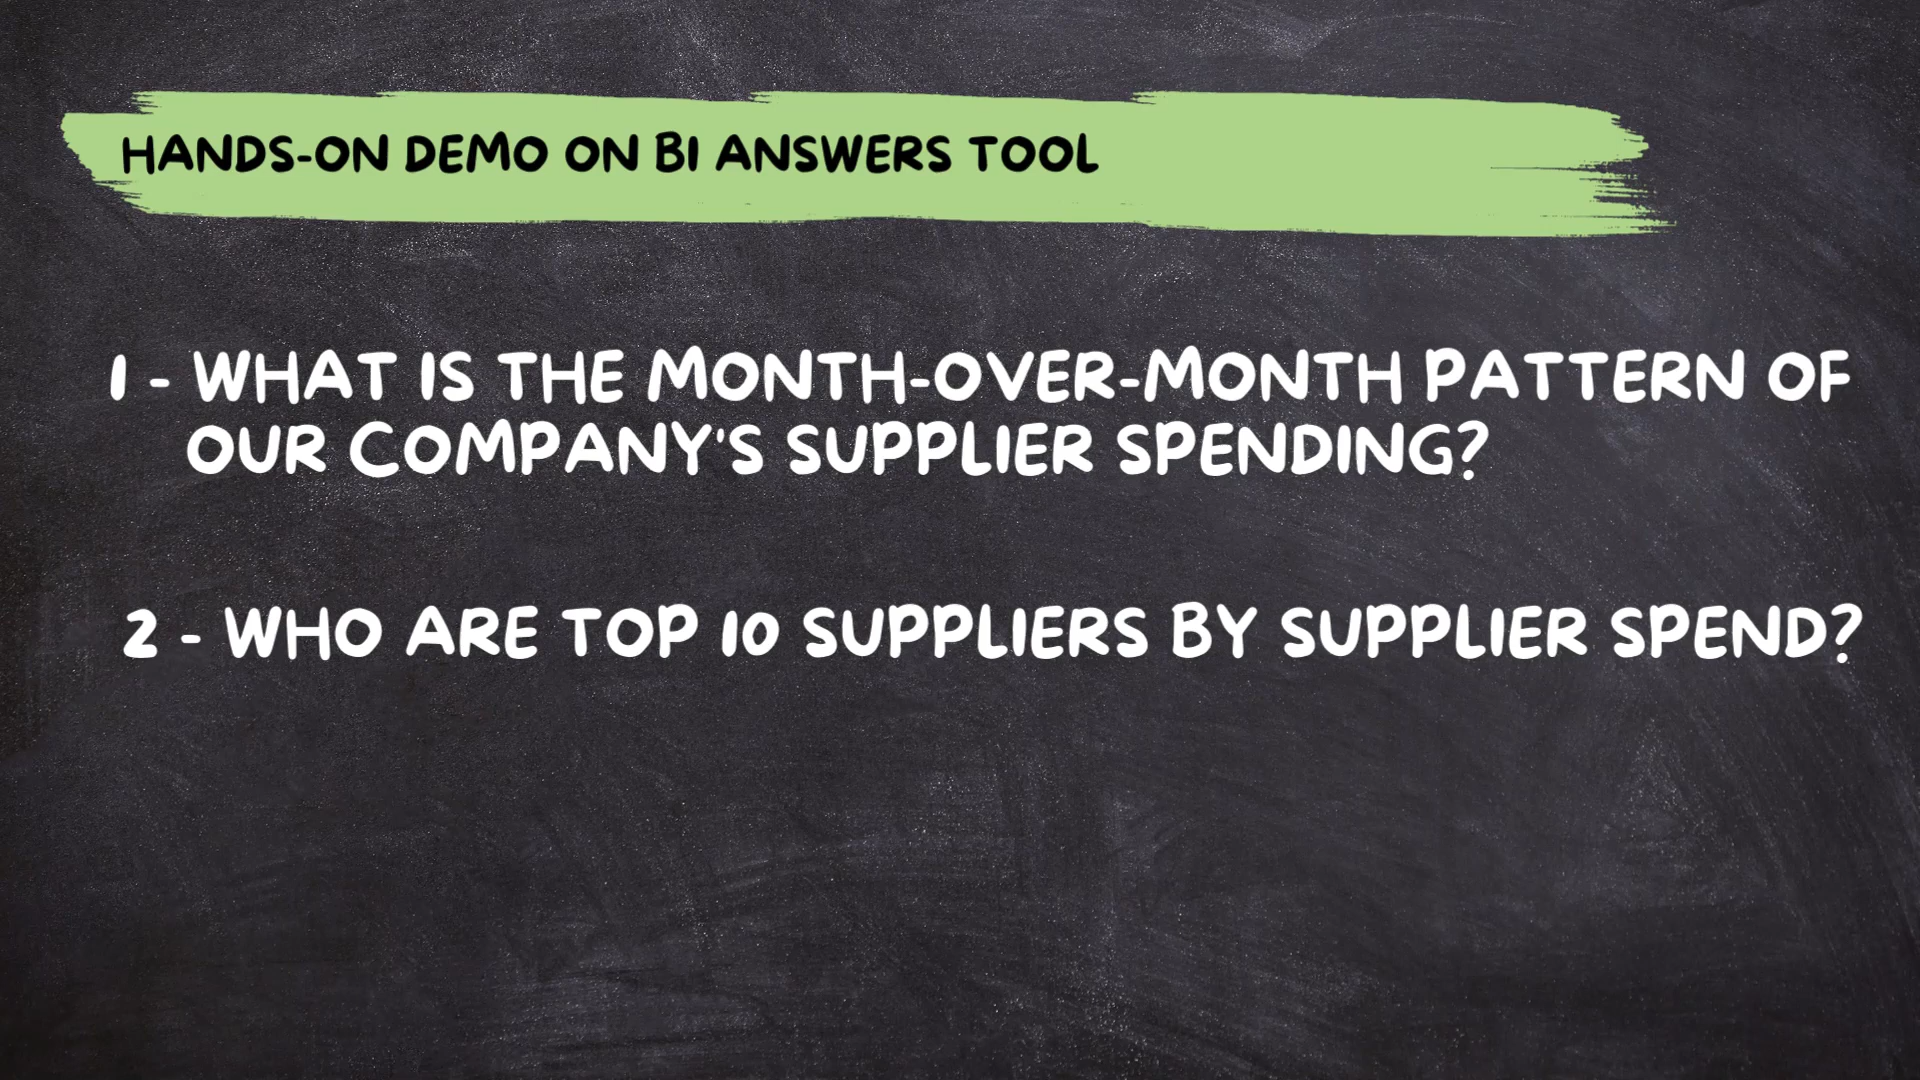 HANDS-ON DEMO ON BI ANSWERS TOOL
1 - WHAT IS THE MONTH-OVER-MONTH PATTERN OF
OUR COMPANY'S SUPPLIER SPENDING?
2 - WHO ARE TOP 10 SUPPLIERS BY SUPPLIER SPEND?